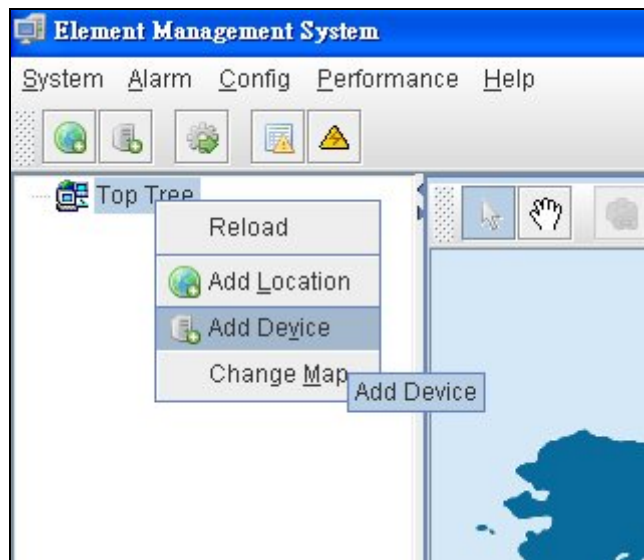 Element Management System
System Alarm Config Performance Help
Top Tree
Reload
Add Location
Add Device
Change Map
Add Device